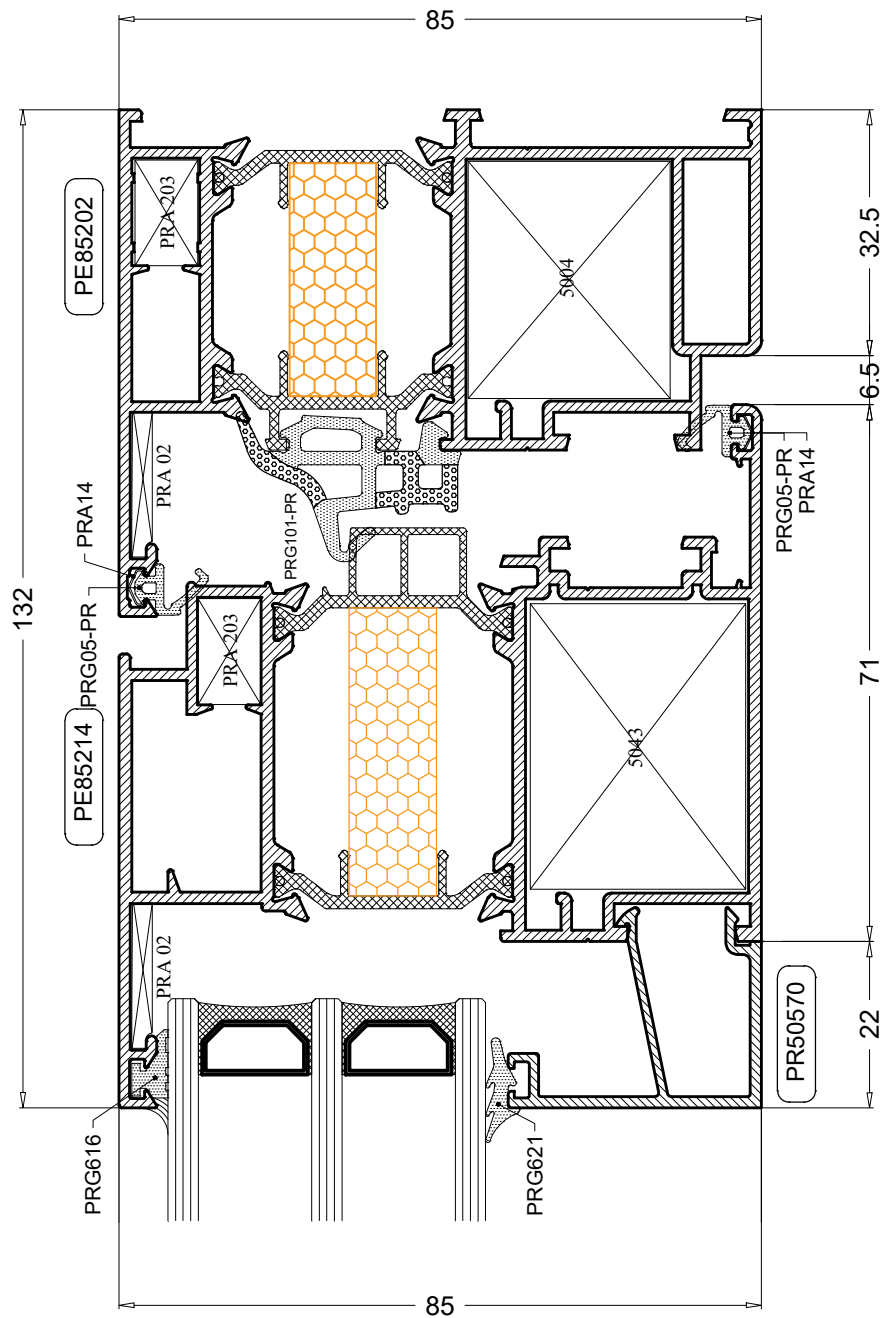 85
PE85202
PRA 203
5004
32.5
6.5
PRA 02
PRA14
PRG05-PR
PRG101-PR
PRG05-PR
PRA14
132
PRA 203
PE85214
5043
71
PRA 02
PR50570
22
PRG616
PRG621
85